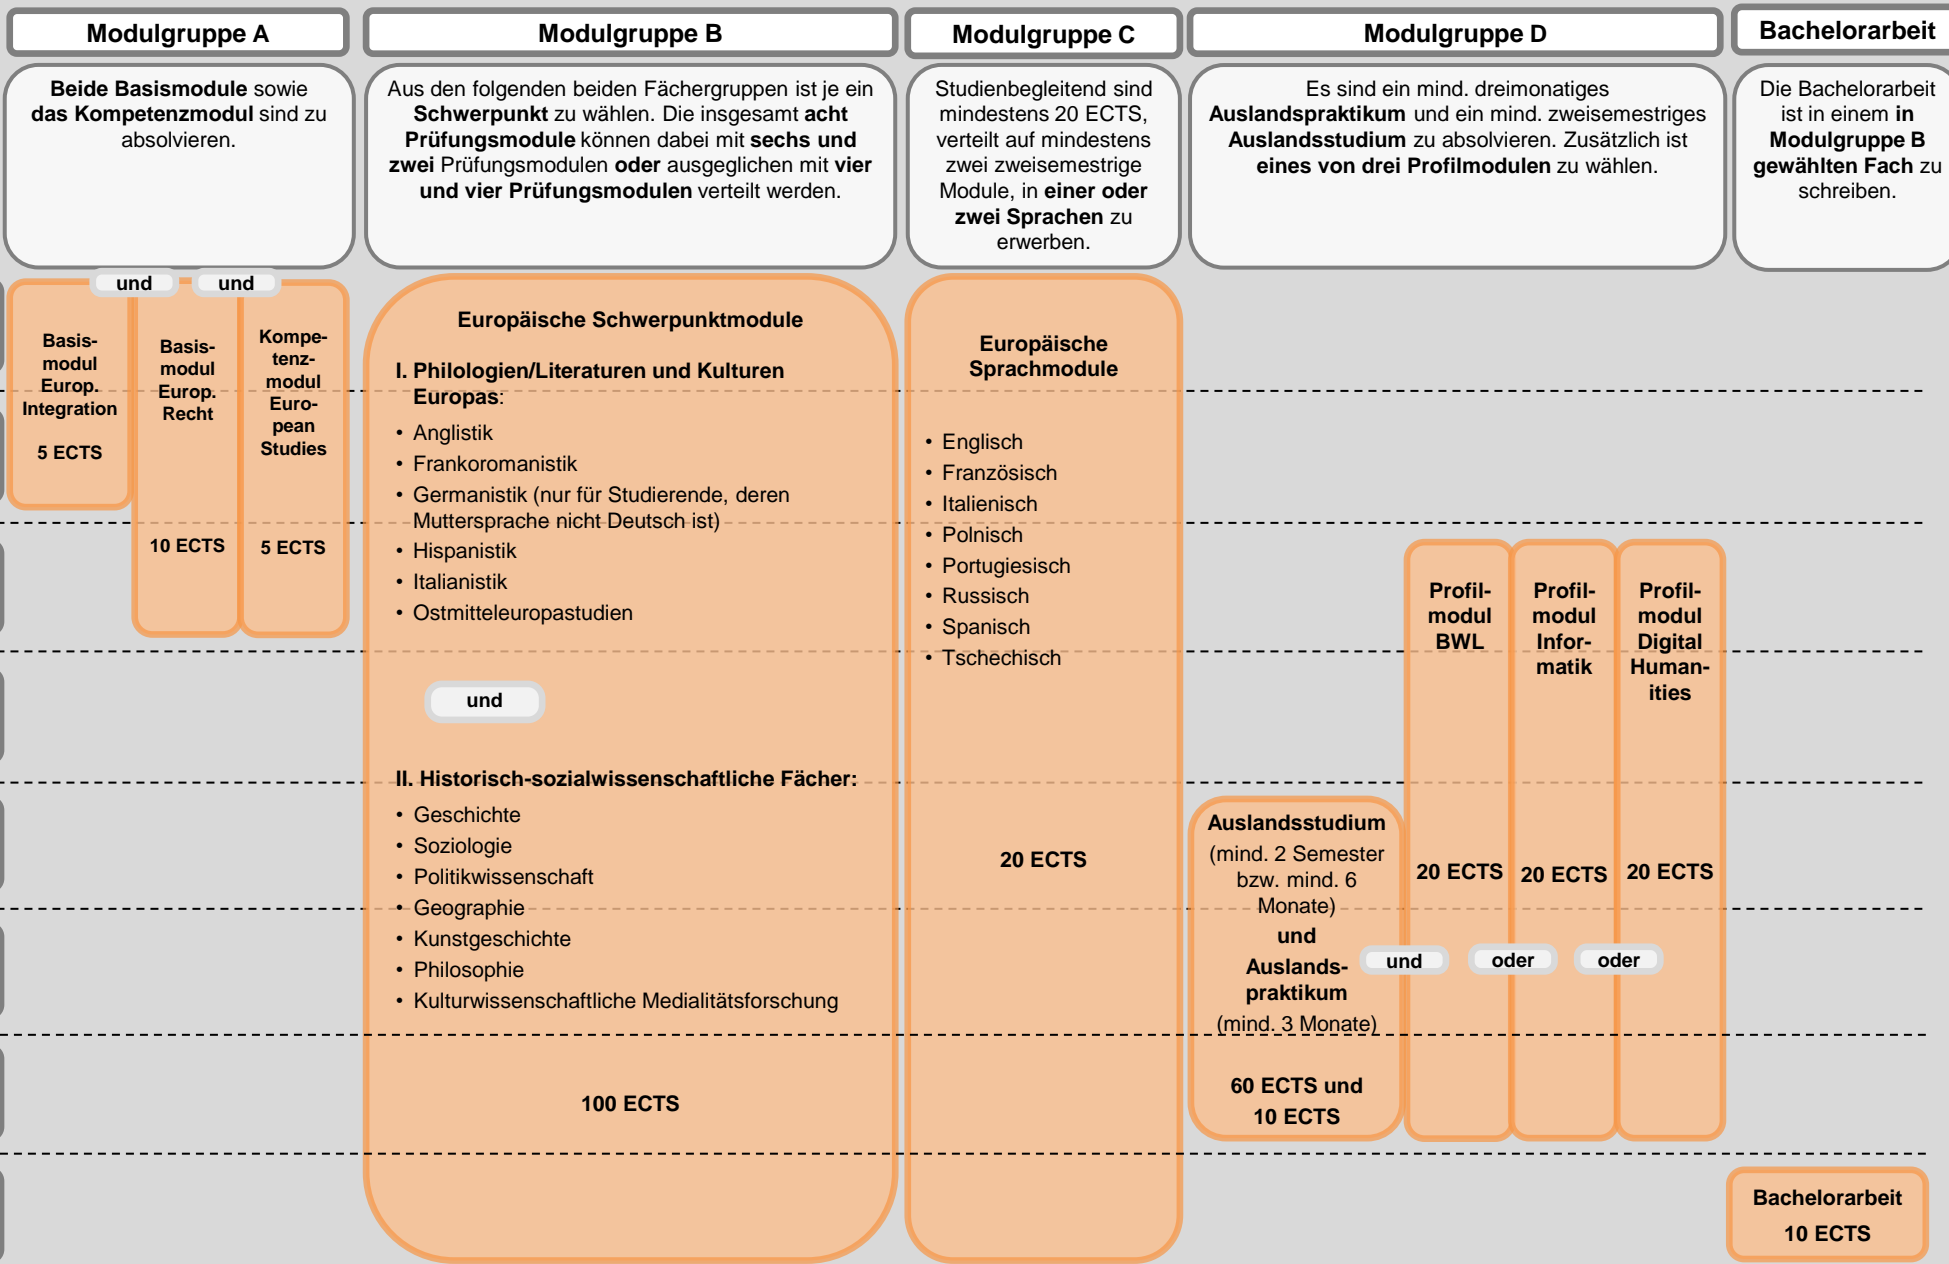 Modulgruppe A
Modulgruppe B
Modulgruppe C
Modulgruppe D
Bachelorarbeit
Beide Basismodule sowie
das Kompetenzmodul sind zu
absolvieren.
Aus den folgenden beiden Fächergruppen ist je ein
Schwerpunkt zu wählen. Die insgesamt acht
Prüfungsmodule können dabei mit sechs und
zwei Prüfungsmodulen oder ausgeglichen mit vier
und vier Prüfungsmodulen verteilt werden.
Studienbegleitend sind
mindestens 20 ECTS,
verteilt auf mindestens
zwei zweisemestrige
Module, in einer oder
zwei Sprachen zu
erwerben.
Es sind ein mind. dreimonatiges
Auslandspraktikum und ein mind. zweisemestriges
Auslandsstudium zu absolvieren. Zusätzlich ist
eines von drei Profilmodulen zu wählen.
Die Bachelorarbeit
ist in einem in
Modulgruppe B
gewählten Fach zu
schreiben.
und
und
Basis-
modul
Europ.
Integration
5 ECTS
Basis-
modul
Europ.
Recht
10 ECTS
Kompe-
tenz-
modul
Euro-
pean
Studies
5 ECTS
Europäische Schwerpunktmodule
I. Philologien/Literaturen und Kulturen
Europas:
• Anglistik
• Frankoromanistik
• Germanistik (nur für Studierende, deren
Muttersprache nicht Deutsch ist)
• Hispanistik
• Italianistik
• Ostmitteleuropastudien
und
II. Historisch-sozialwissenschaftliche Fächer:
• Geschichte
• Soziologie
• Politikwissenschaft
• Geographie
• Kunstgeschichte
• Philosophie
• Kulturwissenschaftliche Medialitätsforschung
100 ECTS
Europäische
Sprachmodule
• Englisch
• Französisch
• Italienisch
• Polnisch
• Portugiesisch
• Russisch
• Spanisch
• Tschechisch
20 ECTS
Auslandsstudium
(mind. 2 Semester
bzw. mind. 6
Monate)
und
Auslands-
praktikum
(mind. 3 Monate)
60 ECTS und
10 ECTS
und
Profil-
modul
BWL
20 ECTS
oder
Profil-
modul
Infor-
matik
20 ECTS
oder
Profil-
modul
Digital
Human-
ities
20 ECTS
Bachelorarbeit
10 ECTS